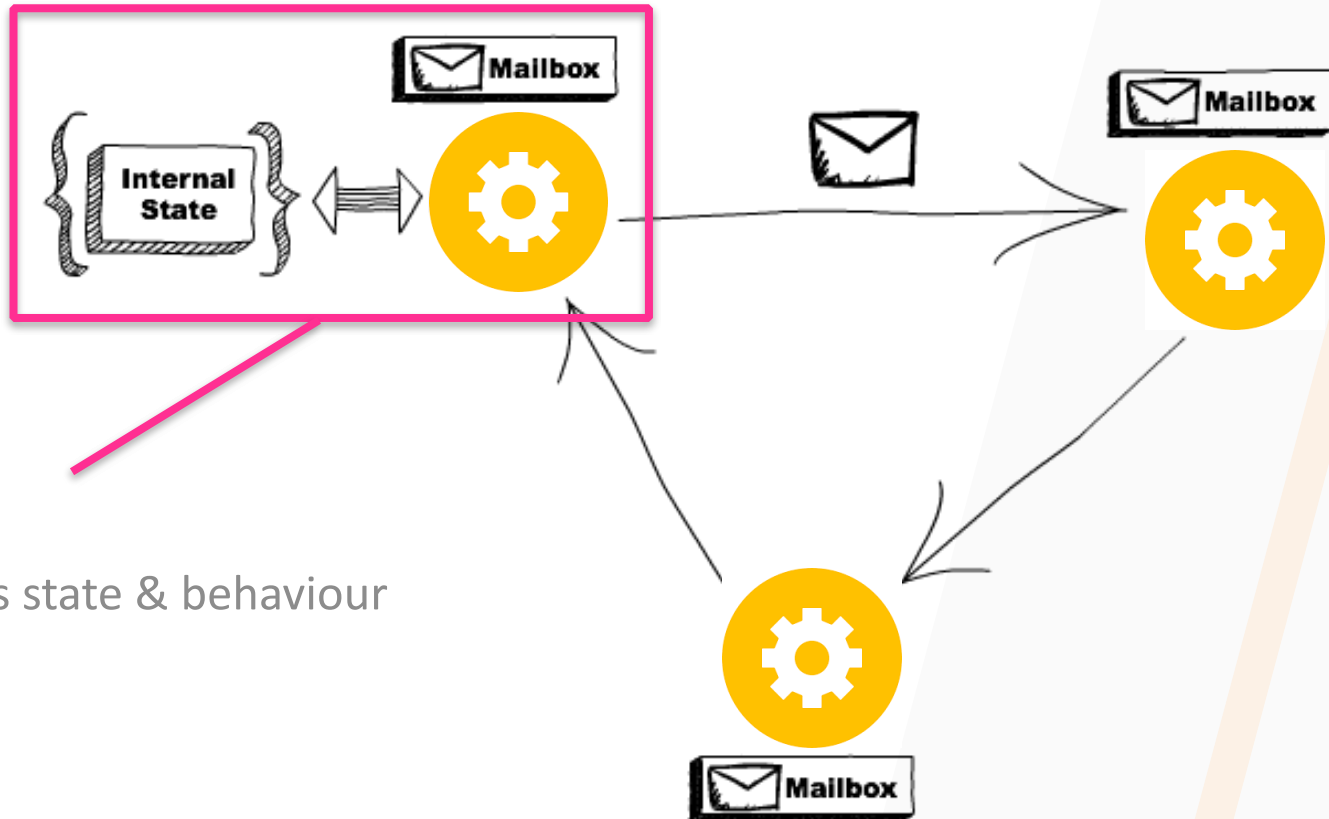 Mailbox
Mailbox
Internal
State
s state & behaviour
Mailbox